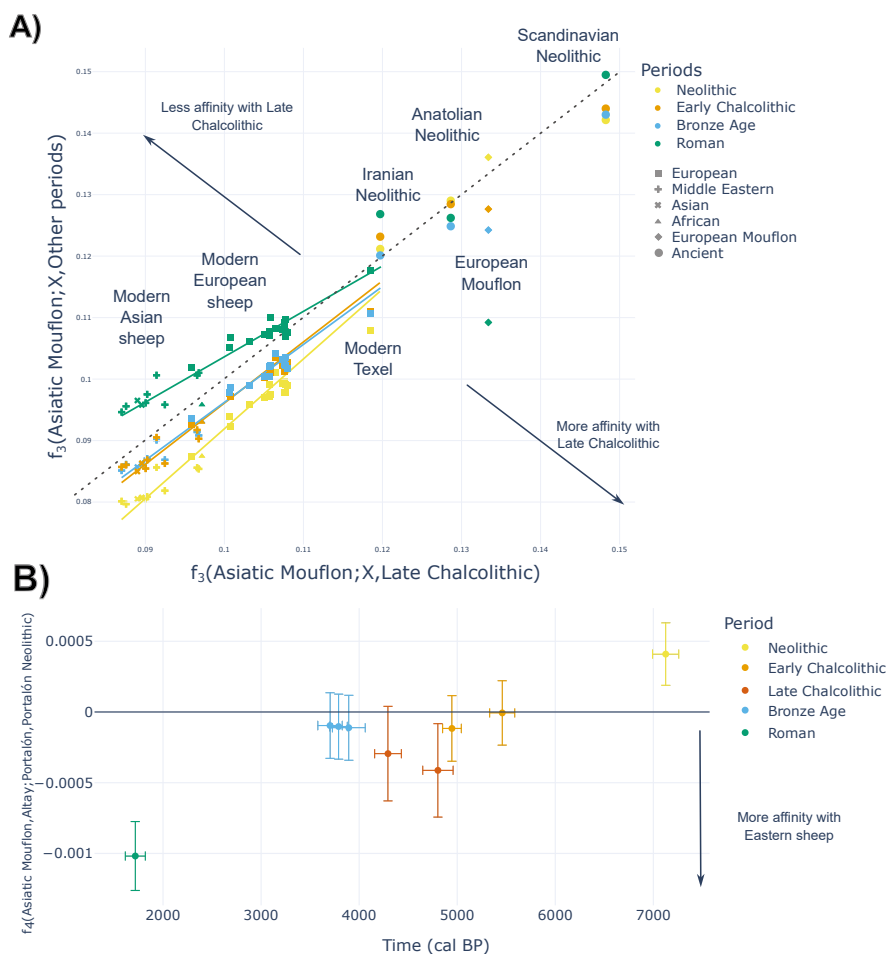 A)
Scandinavian
Neolithic
0.15
Periods
Neolithic
Early Chalcolithic
Bronze Age
Roman
European
Middle Eastern
Asian
African
European Mouflon
Ancient
Less affinity with Late
Chalcolithic
Anatolian
Neolithic
0.14
Iranian
Neolithic
0.13
Modern
European
sheep
0.12
European
Mouflon
Modern
Asian
sheep
0.11
Modern
Texel
0.1
More affinity with
Late Chalcolithic
0.09
0.08
f3(Asiatic Mouflon;X,Other periods)
0.09
0.1
0.11
0.12
0.13
0.14
0.15
f3(Asiatic Mouflon;X,Late Chalcolithic)
B)
f4(Asiatic Mouflon,Altay;Portalón,Portalón Neolithic)
0.0005
0
−0.0005
−0.001
Period
Neolithic
Early Chalcolithic
Late Chalcolithic
Bronze Age
Roman
More affinity with
Eastern sheep
2000
3000
4000
5000
6000
7000
Time (cal BP)